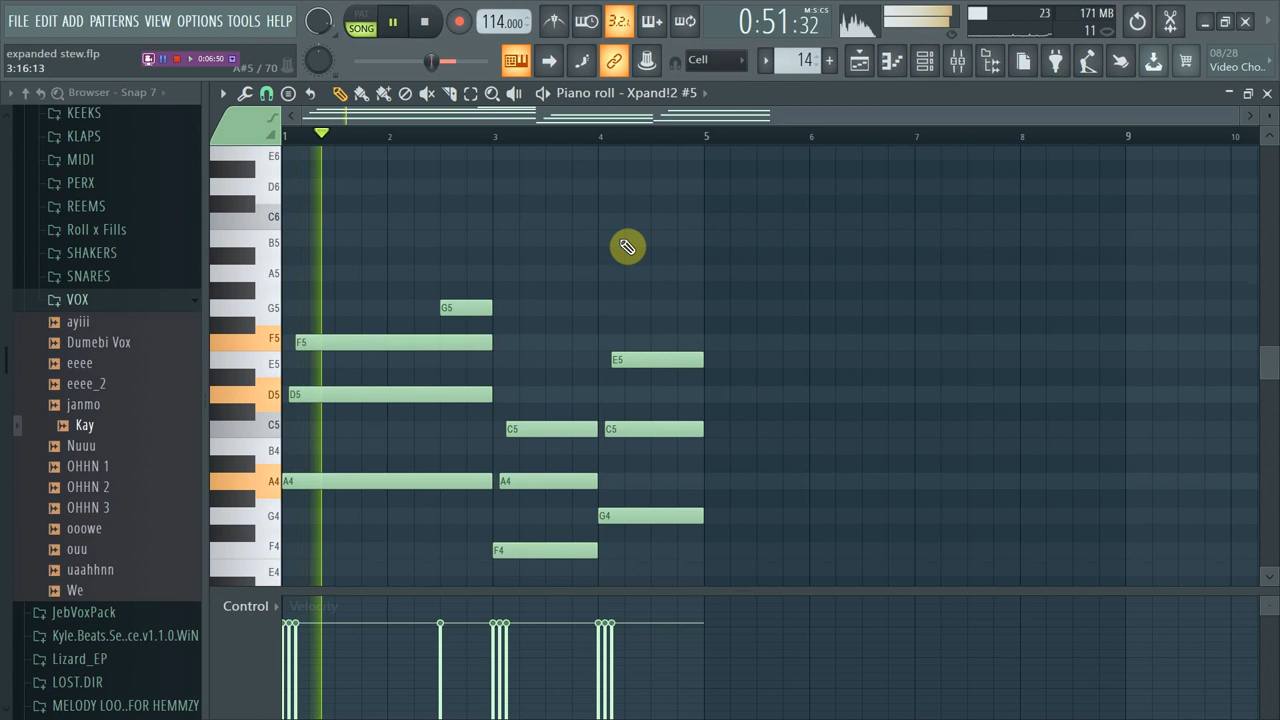 FILE EDIT ADD PATTERNS VIEW OPTIONS TOOLS HELP
PAT
SONG
114.000
3.2.
0:51:32
M:S:CS
23
171 MB
11
expanded stew.flp
0:06:50
3:16:13
A#5 / 70
Cell
14
08/28
Video Cho...
Browser - Snap 7
Piano roll - Xpand!2 #5
KEEKS
KLAPS
MIDI
PERX
REEMS
Roll x Fills
SHAKERS
SNARES
VOX
ayiii
Dumebi Vox
eeee
eeee_2
janmo
Kay
Nuuu
OHHN 1
OHHN 2
OHHN 3
ooowe
ouu
uaahhnn
We
JebVoxPack
Kyle.Beats.Se..ce.v1.1.0.WiN
Lizard_EP
LOST.DIR
MELODY LOO..FOR HEMMZY
1 2 3 4 5 6 7 8 9 10
E6
D6
C6
B5
A5
G5 G5
F5 F5
E5 E5
D5 D5
C5 C5 C5
B4
A4 A4 A4
G4 G4
F4 F4
E4
Control Velocity